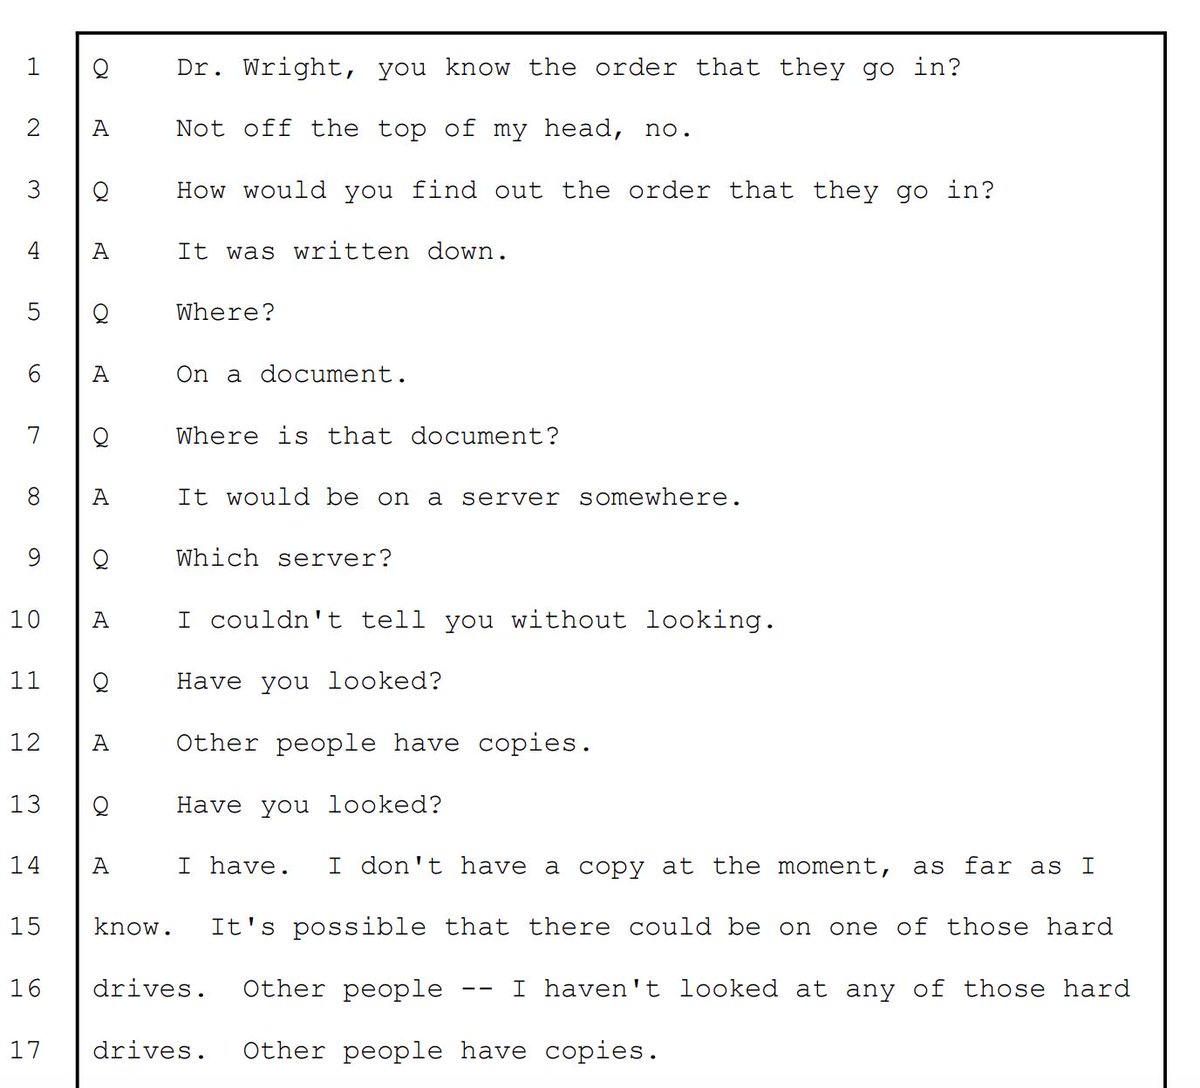 1 Q Dr. Wright, you know the order that they go in?
2 A Not off the top of my head, no.
3 Q How would you find out the order that they go in?
4 A It was written down.
5 Q Where?
6 A On a document.
7 Q Where is that document?
8 A It would be on a server somewhere.
9 Q Which server?
10 A I couldn't tell you without looking.
11 Q Have you looked?
12 A Other people have copies.
13 Q Have you looked?
14 A I have. I don't have a copy at the moment, as far as I
15 know. It's possible that there could be on one of those hard
16 drives. Other people -- I haven't looked at any of those hard
17 drives. Other people have copies.